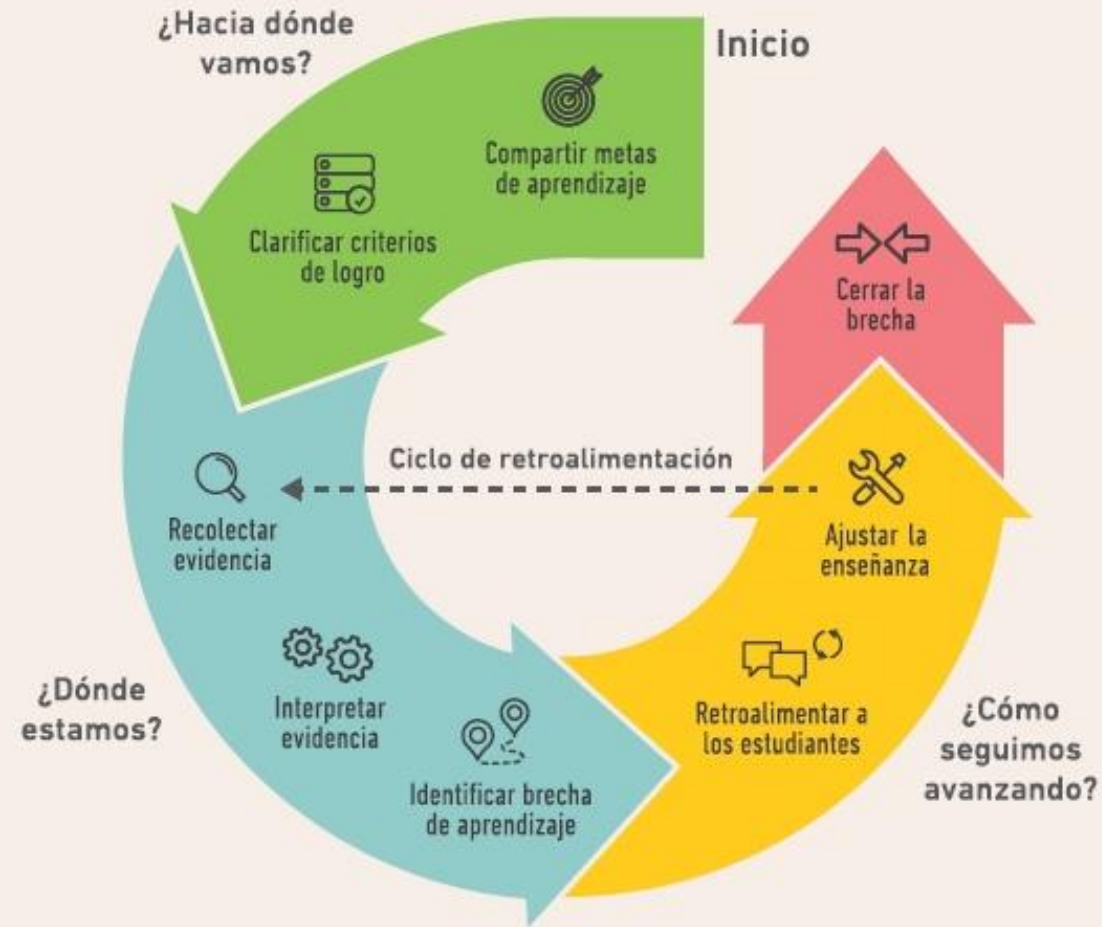 ¿Hacia dónde
vamos?
Inicio
Compartir metas
de aprendizaje
Clarificar criterios
de logro
Recolectar
evidencia
¿Dónde
estamos?
Interpretar
evidencia
Identificar brecha
de aprendizaje
Ciclo de retroalimentación
Retroalimentar a
los estudiantes
¿Cómo
seguimos
avanzando?
Ajustar la
enseñanza
Cerrar la
brecha